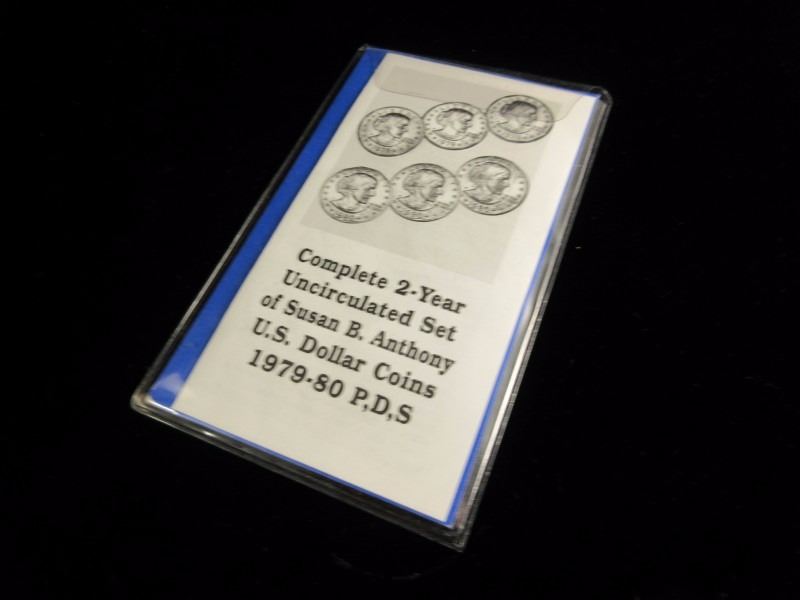 Complete 2-Year
Uncirculated Set
of Susan B. Anthony
U.S. Dollar Coins
1979-80 P,D,S